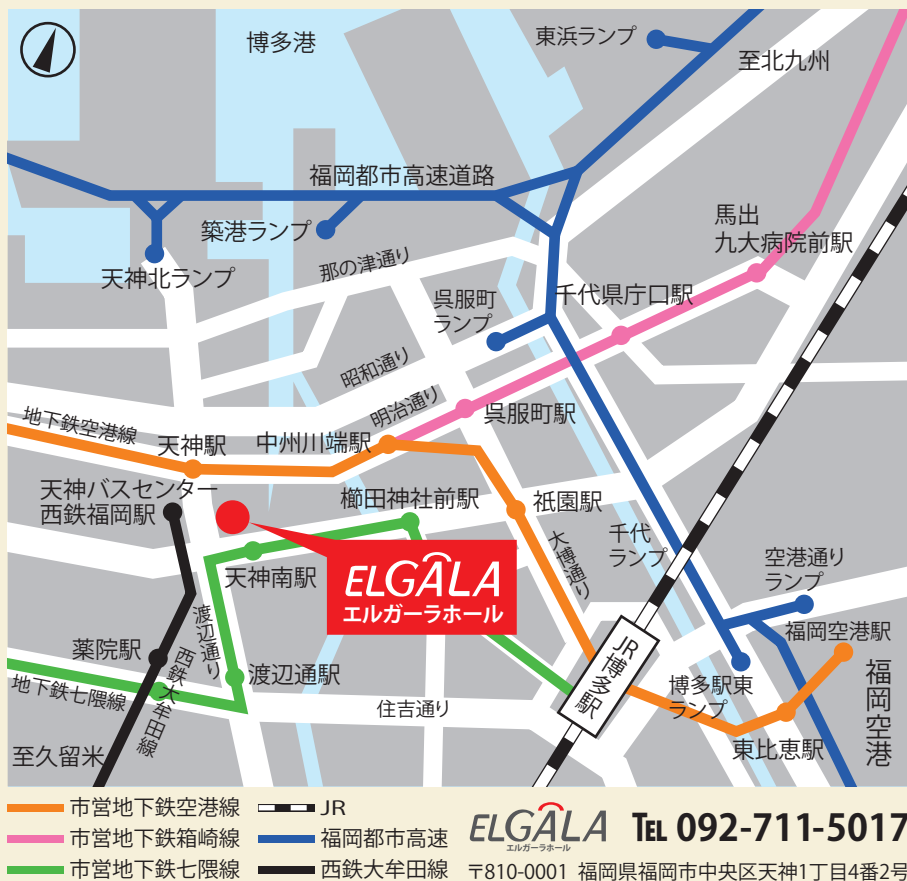 博多港
東浜ランプ
至北九州
福岡都市高速道路
築港ランプ
天神北ランプ
那の津通り
馬出
九大病院前駅
呉服町
ランプ
千代県庁口駅
昭和通り
明治通り
呉服町駅
地下鉄空港線
天神駅
中州川端駅
天神バスセンター
西鉄福岡駅
櫛田神社前駅
祇園駅
天神南駅
ELGALA
エルガーラホール
大博通り
千代
ランプ
空港通り
ランプ
福岡空港駅
渡辺通り
薬院駅
西鉄大牟田線
渡辺通駅
地下鉄七隈線
住吉通り
JR博多駅
博多駅東
ランプ
東比恵駅
福岡空港
至久留米
市営地下鉄空港線
JR
市営地下鉄箱崎線
福岡都市高速
市営地下鉄七隈線
西鉄大牟田線
ELGALA
エルガーラホール
TEL 092-711-5017
〒810-0001 福岡県福岡市中央区天神1丁目4番2号